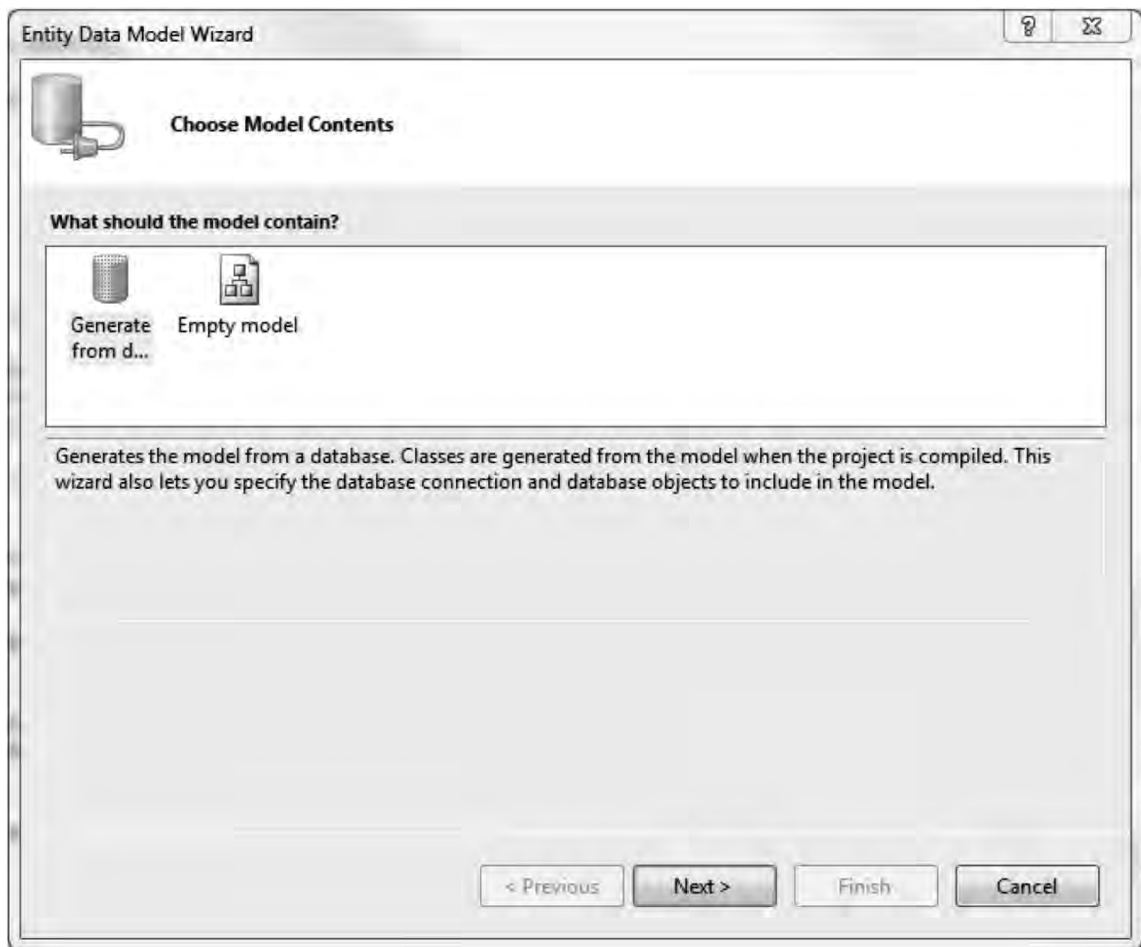 Entity Data Model Wizard
Choose Model Contents
What should the model contain?
Generate
from d...
Empty model
Generates the model from a database. Classes are generated from the model when the project is compiled. This
wizard also lets you specify the database connection and database objects to include in the model.
< Previous
Next >
Finish
Cancel